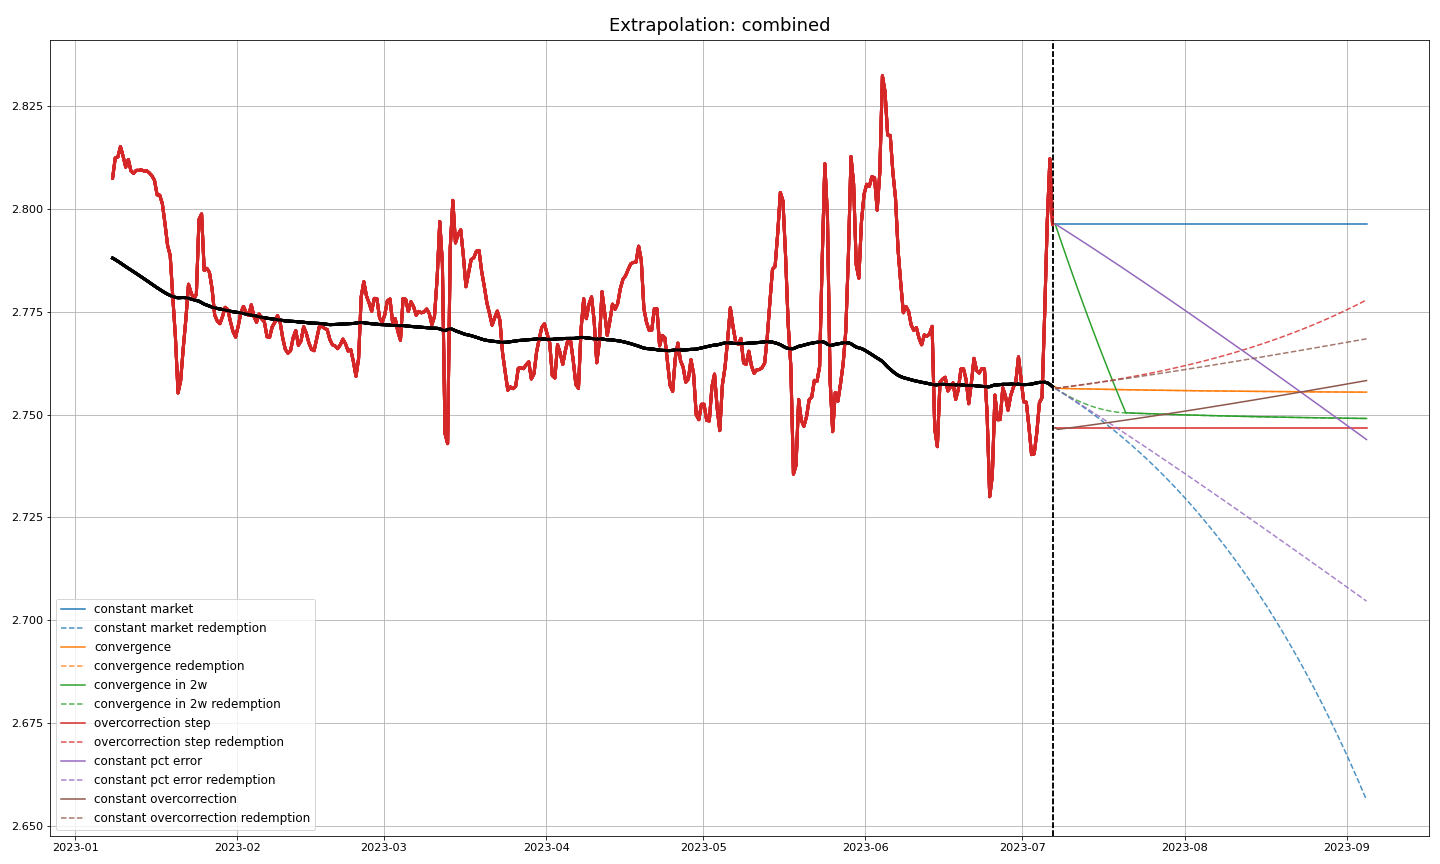 Extrapolation: combined
2.825
2.800
2.775
2.750
2.725
2.700
2.675
2.650
constant market
constant market redemption
convergence
convergence redemption
convergence in 2w
convergence in 2w redemption
overcorrection step
overcorrection step redemption
constant pct error
constant pct error redemption
constant overcorrection
constant overcorrection redemption
2023-01 2023-02 2023-03 2023-04 2023-05 2023-06 2023-07 2023-08 2023-09